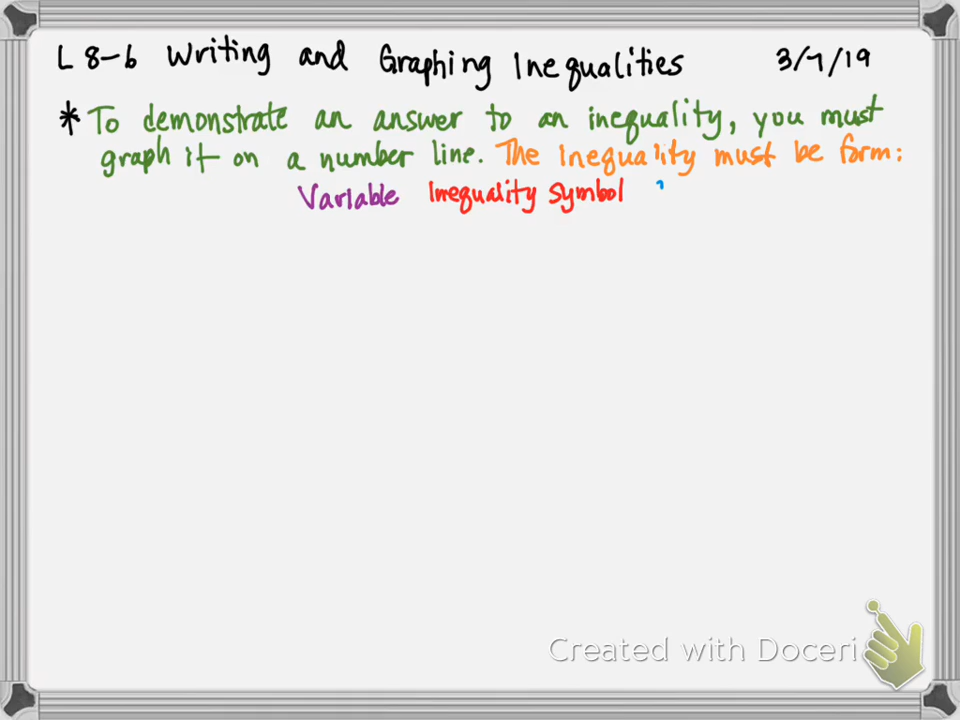 L 8-6 Writing and Graphing Inequalities 3/7/19
* To demonstrate an answer to an inequality, you must
graph it on a number line. The inequality must be form:
Variable Inequality Symbol
Created with Doceri